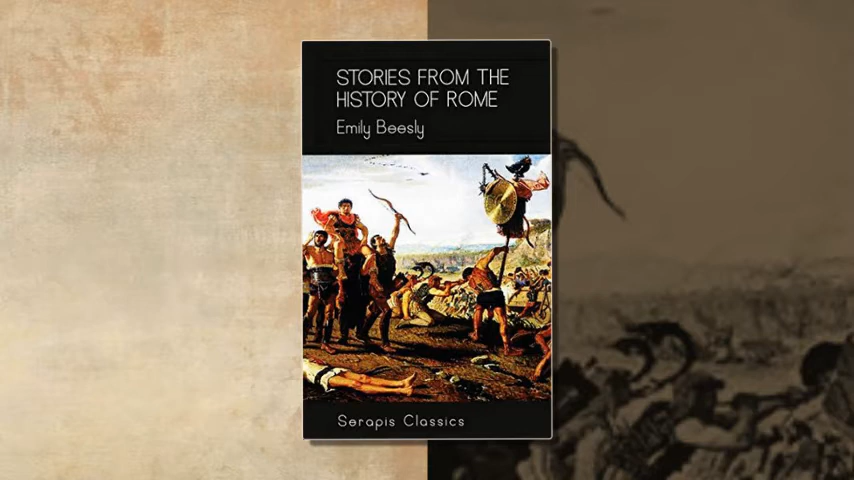 STORIES FROM THE
HISTORY OF ROME
Emily Beesly
Serapis Classics